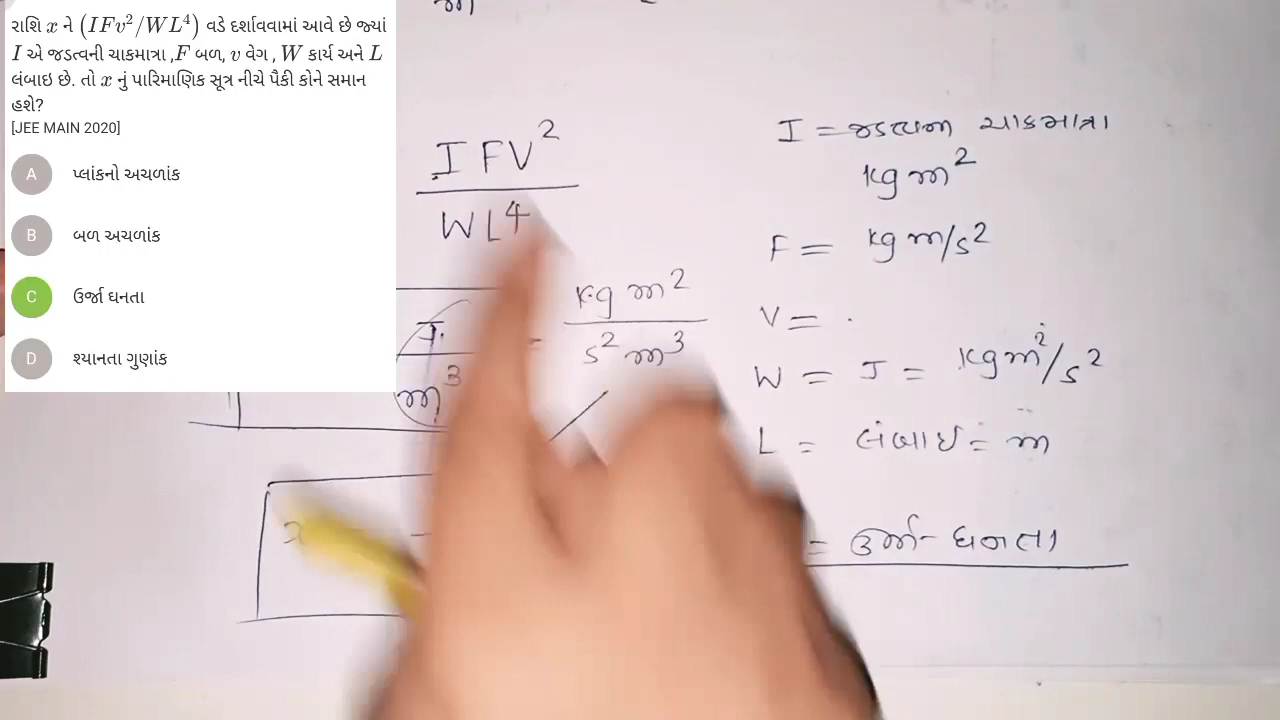 રાશિ x ને (IFv²/WL⁴) વડે દર્શાવવામાં આવે છે જ્યાં
I એ જડત્વની ચાકમાત્રા ,F બળ, v વેગ , W કાર્ય અને L
લંબાઇ છે. તો x નું પારિમાણિક સૂત્ર નીચે પૈકી કોને સમાન
હશે?
[JEE MAIN 2020]
A પ્લાંકનો અચળાંક
B બળ અચળાંક
C ઉર્જા ઘનતા
D શ્યાનતા ગુણાંક
IFV²
WL⁴
kg m²
s² m³
m³
x
I = જડત્વના ચાકમાત્રા
kg m²
F = kg m/s²
V = .
W = J = kg m²/s²
L = લંબાઈ = m
= ઉર્જા-ઘનતા